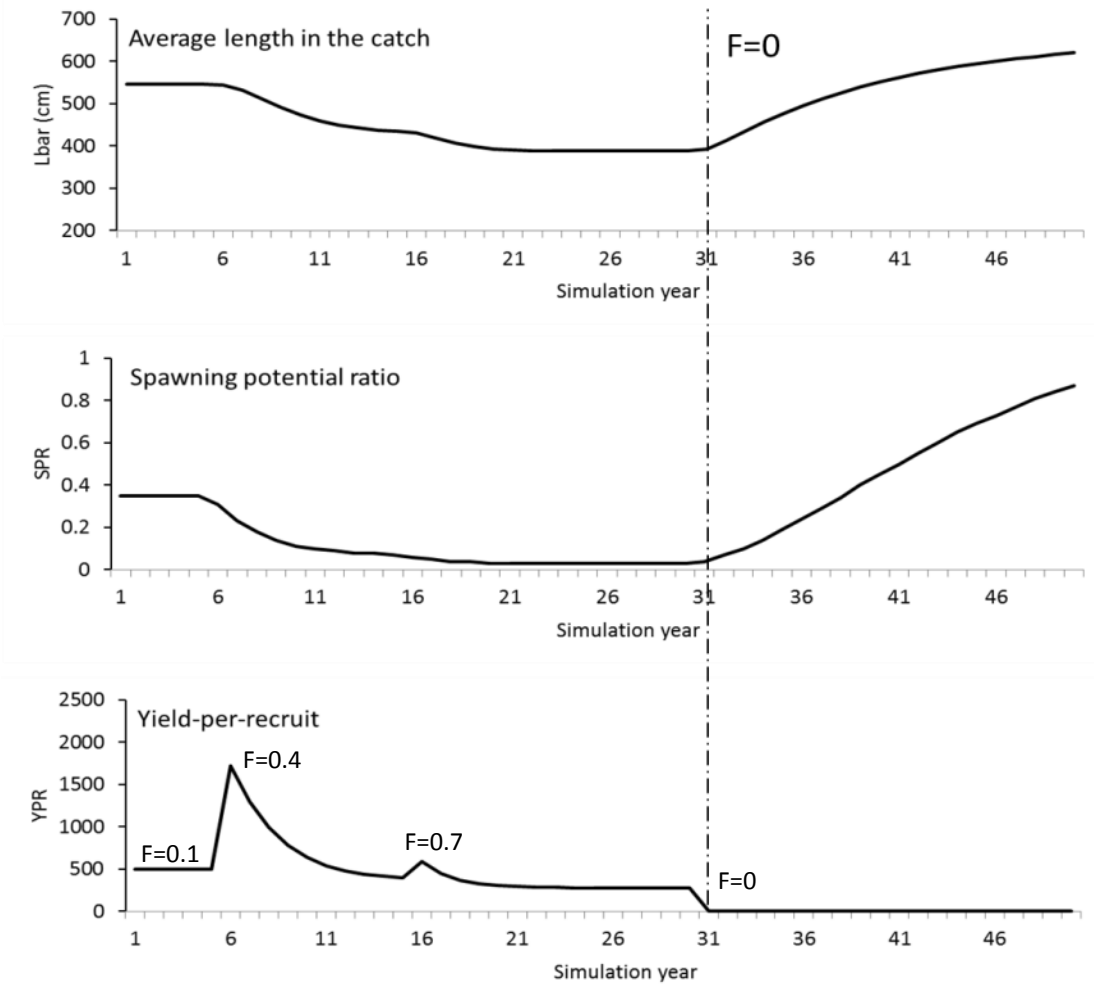 700
Average length in the catch
F=0
600
500
400
300
200
Lbar (cm)
1 6 11 16 21 26 31 36 41 46
Simulation year
1
Spawning potential ratio
0.8
0.6
0.4
0.2
0
SPR
1 6 11 16 21 26 31 36 41 46
Simulation year
2500
Yield-per-recruit
2000
F=0.4
1500
1000
F=0.1
F=0.7
500
F=0
0
YPR
1 6 11 16 21 26 31 36 41 46
Simulation year